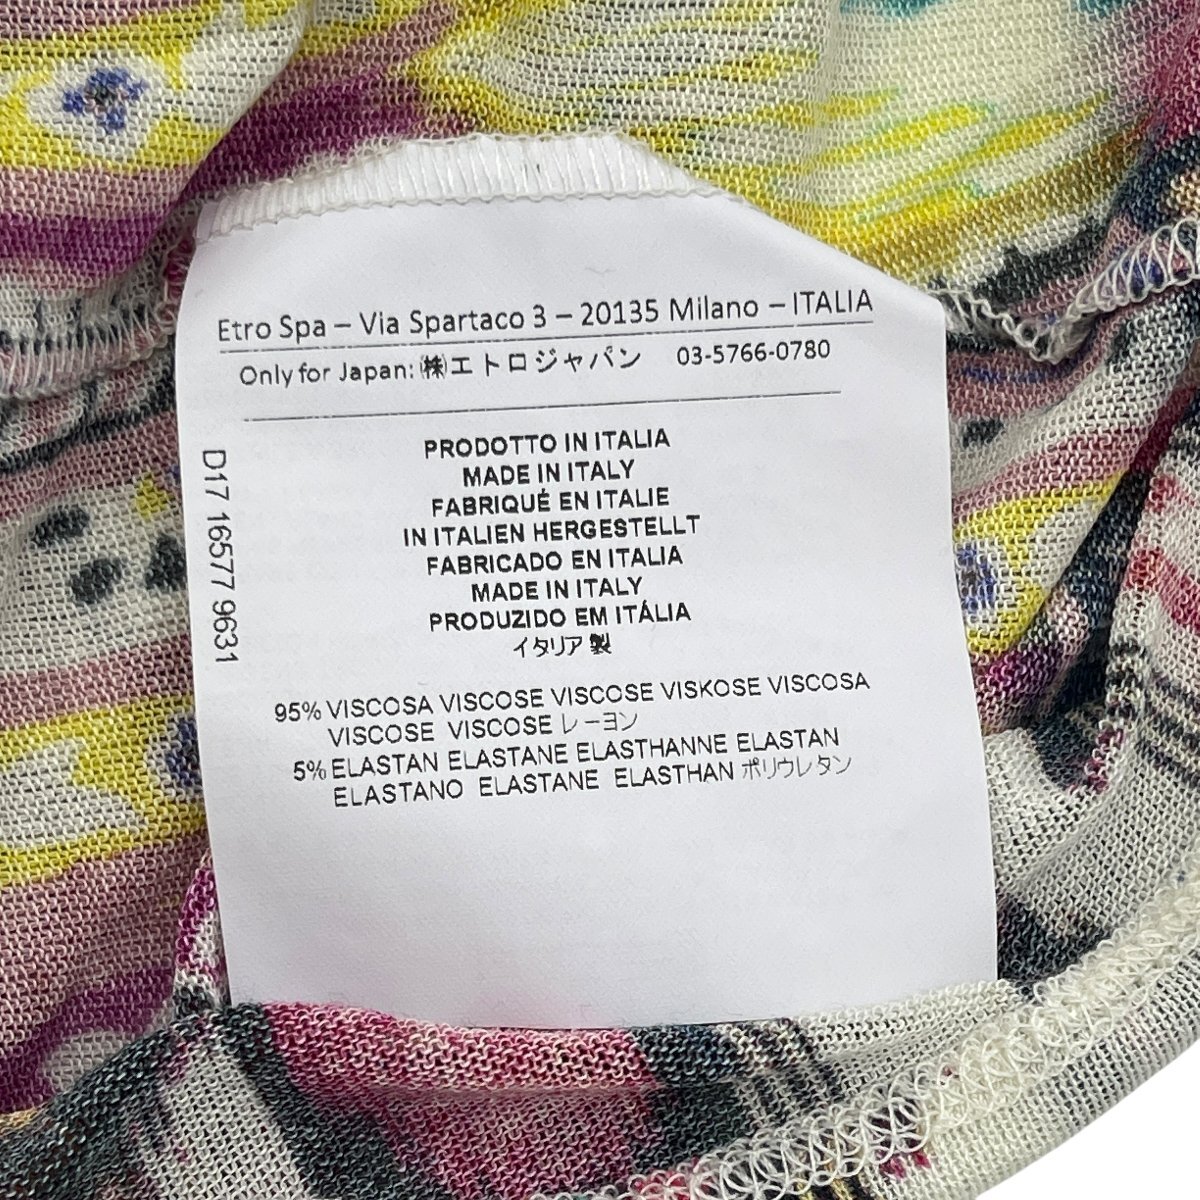 Etro Spa – Via Spartaco 3 – 20135 Milano – ITALIA
Only for Japan: ㈱エトロジャパン 03-5766-0780
PRODOTTO IN ITALIA
MADE IN ITALY
FABRIQUÉ EN ITALIE
IN ITALIEN HERGESTELLT
FABRICADO EN ITALIA
MADE IN ITALY
PRODUZIDO EM ITÁLIA
イタリア製
95% VISCOSA VISCOSE VISCOSE VISKOSE VISCOSA
VISCOSE VISCOSE レーヨン
5% ELASTAN ELASTANE ELASTHANNE ELASTAN
ELASTANO ELASTANE ELASTHAN ポリウレタン
D17 16577 9631